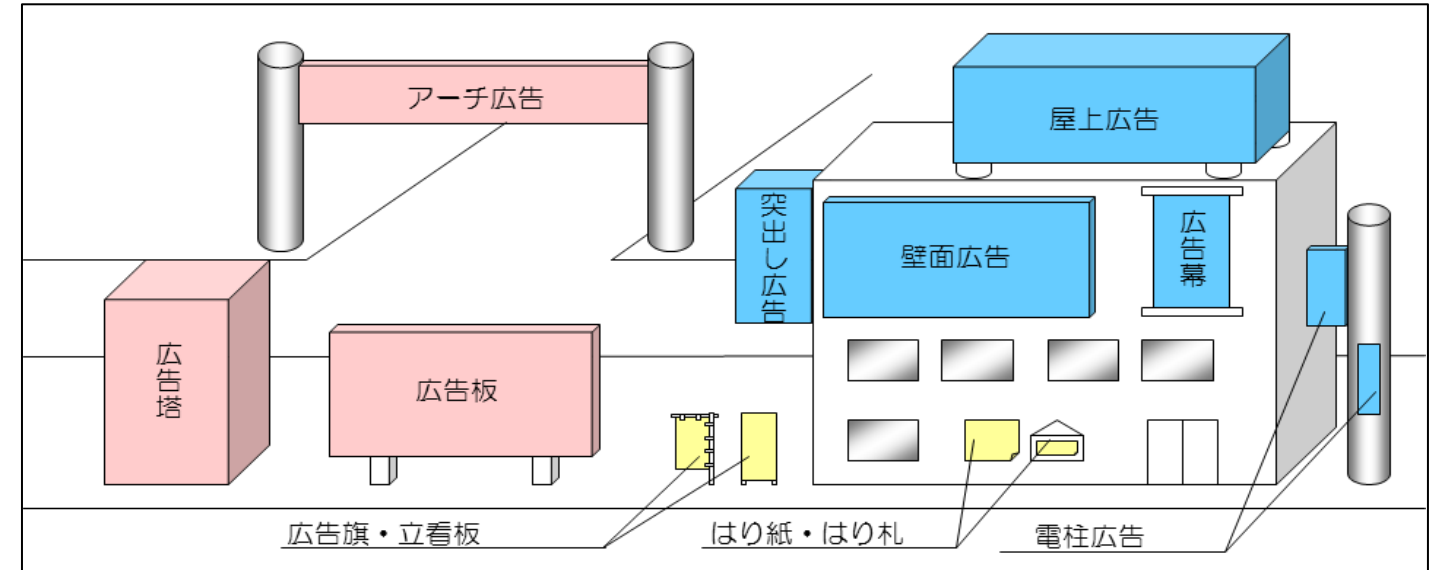 アーチ広告
屋上広告
突出し広告
壁面広告
広告幕
広告塔
広告板
広告旗・立看板
はり紙・はり札
電柱広告